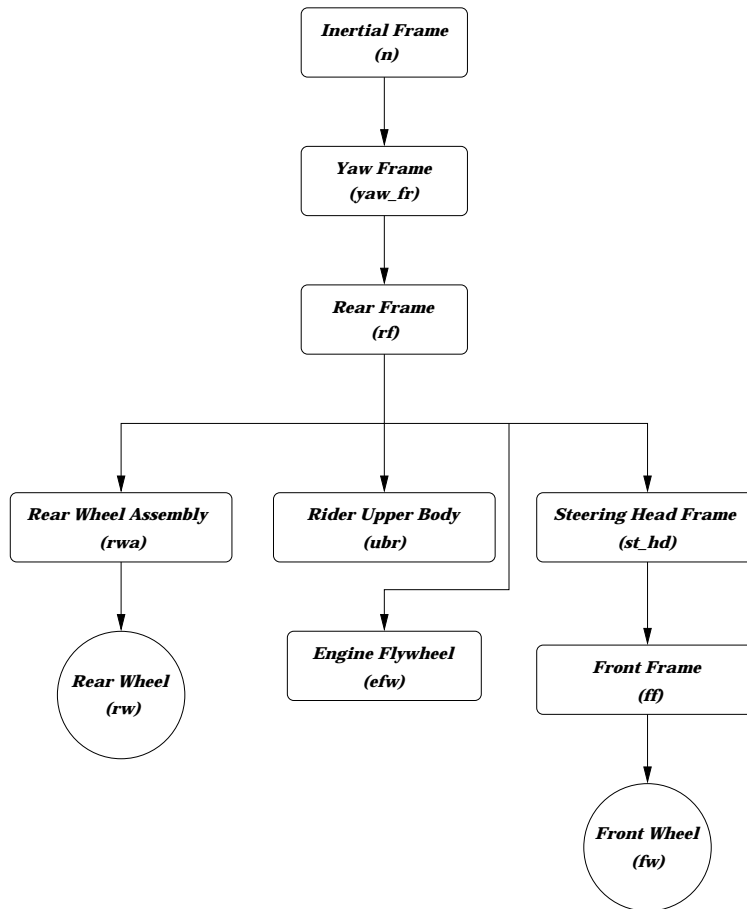 Inertial Frame
(n)
Yaw Frame
(yaw_fr)
Rear Frame
(rf)
Rear Wheel Assembly
(rwa)
Rider Upper Body
(ubr)
Steering Head Frame
(st_hd)
Engine Flywheel
(efw)
Rear Wheel
(rw)
Front Frame
(ff)
Front Wheel
(fw)